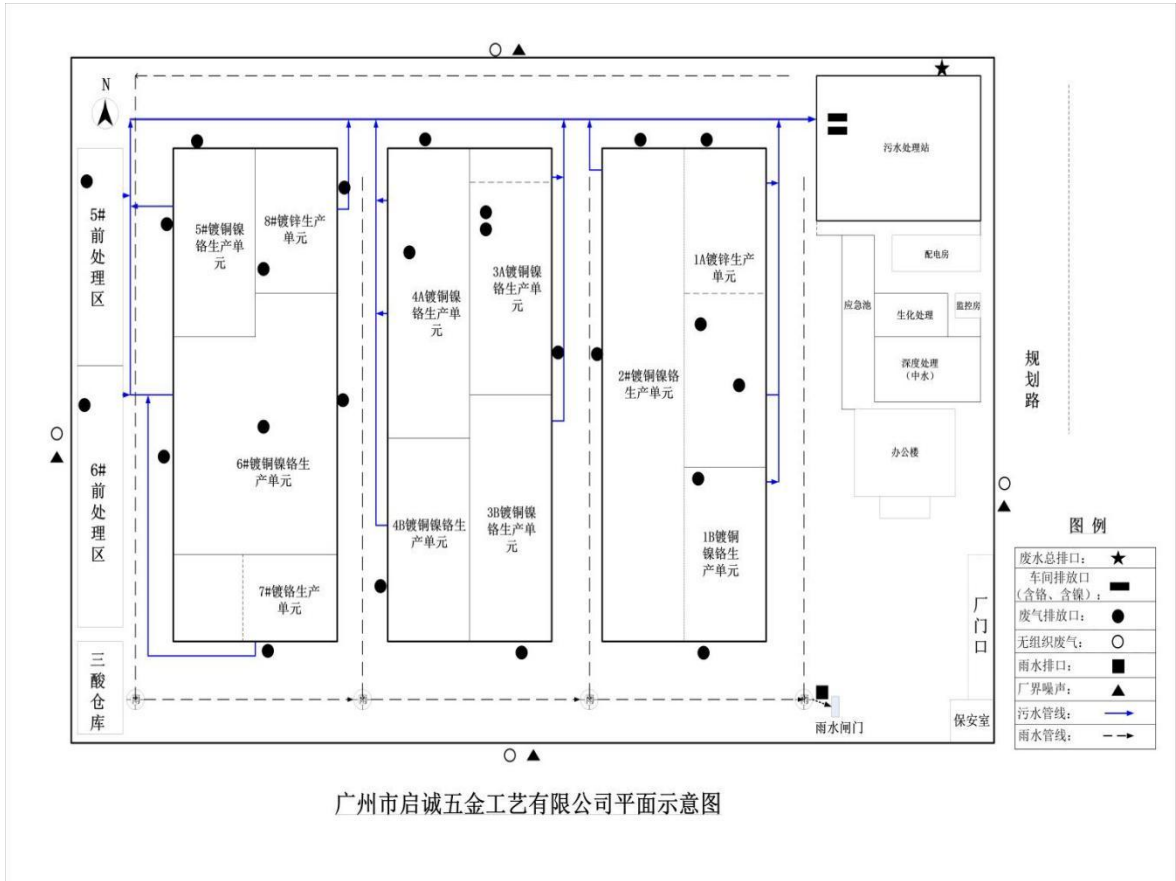 N
污水处理站
5#前处理区
5#镀铜镍
铬生产单
元
8#镀锌生产
单元
4A镀铜镍
铬生产单
元
3A镀铜镍
铬生产单
元
1A镀锌生产
单元
配电房
应急池
生化处理
监控房
深度处理
（中水）
规划路
2#镀铜镍铬
生产单元
办公楼
6#前处理区
6#镀铜镍铬生
产单元
4B镀铜镍铬生
产单元
3B镀铜镍
铬生产单
元
1B镀铜
镍铬生
产单元
7#镀铬生产
单元
三酸仓库
雨
雨
雨
雨
雨水闸门
厂门口
保安室
图 例
废水总排口：
车间排放口
（含铬、含镍）：
废气排放口：
无组织废气：
雨水排口：
厂界噪声：
污水管线：
雨水管线：
广州市启诚五金工艺有限公司平面示意图